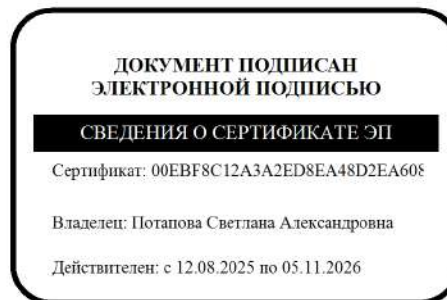 ДОКУМЕНТ ПОДПИСАН
ЭЛЕКТРОННОЙ ПОДПИСЬЮ
СВЕДЕНИЯ О СЕРТИФИКАТЕ ЭП
Сертификат: 00EBF8C12A3A2ED8EA48D2EA608
Владелец: Потапова Светлана Александровна
Действителен: с 12.08.2025 по 05.11.2026